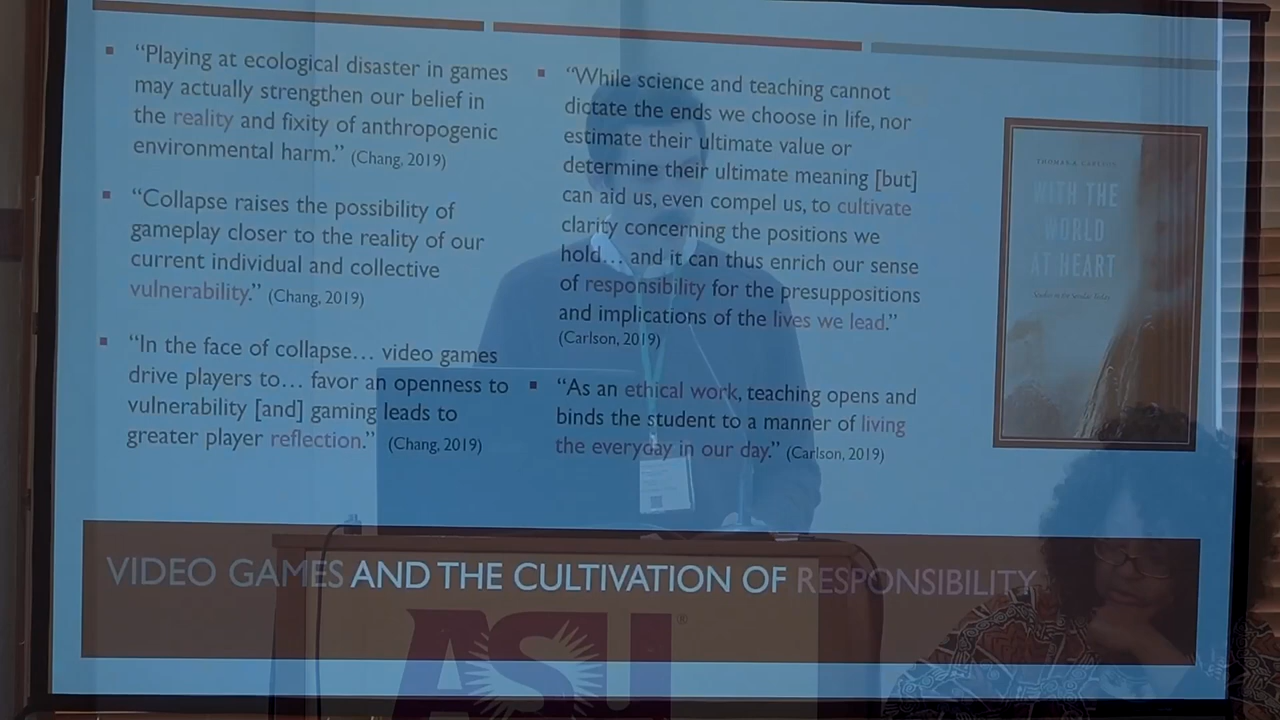 “Playing at ecological disaster in games
may actually strengthen our belief in
the reality and fixity of anthropogenic
environmental harm.” (Chang, 2019)
“Collapse raises the possibility of
gameplay closer to the reality of our
current individual and collective
vulnerability.” (Chang, 2019)
“In the face of collapse… video games
drive players to… favor an openness to
vulnerability [and] gaming leads to
greater player reflection.” (Chang, 2019)
“While science and teaching cannot
dictate the ends we choose in life, nor
estimate their ultimate value or
determine their ultimate meaning [but]
can aid us, even compel us, to cultivate
clarity concerning the positions we
hold… and it can thus enrich our sense
of responsibility for the presuppositions
and implications of the lives we lead.”
(Carlson, 2019)
“As an ethical work, teaching opens and
binds the student to a manner of living
the everyday in our day.” (Carlson, 2019)
THOMAS A. CARLSON
WITH THE
WORLD
AT HEART
VIDEO GAMES AND THE CULTIVATION OF RESPONSIBILITY
ASU®